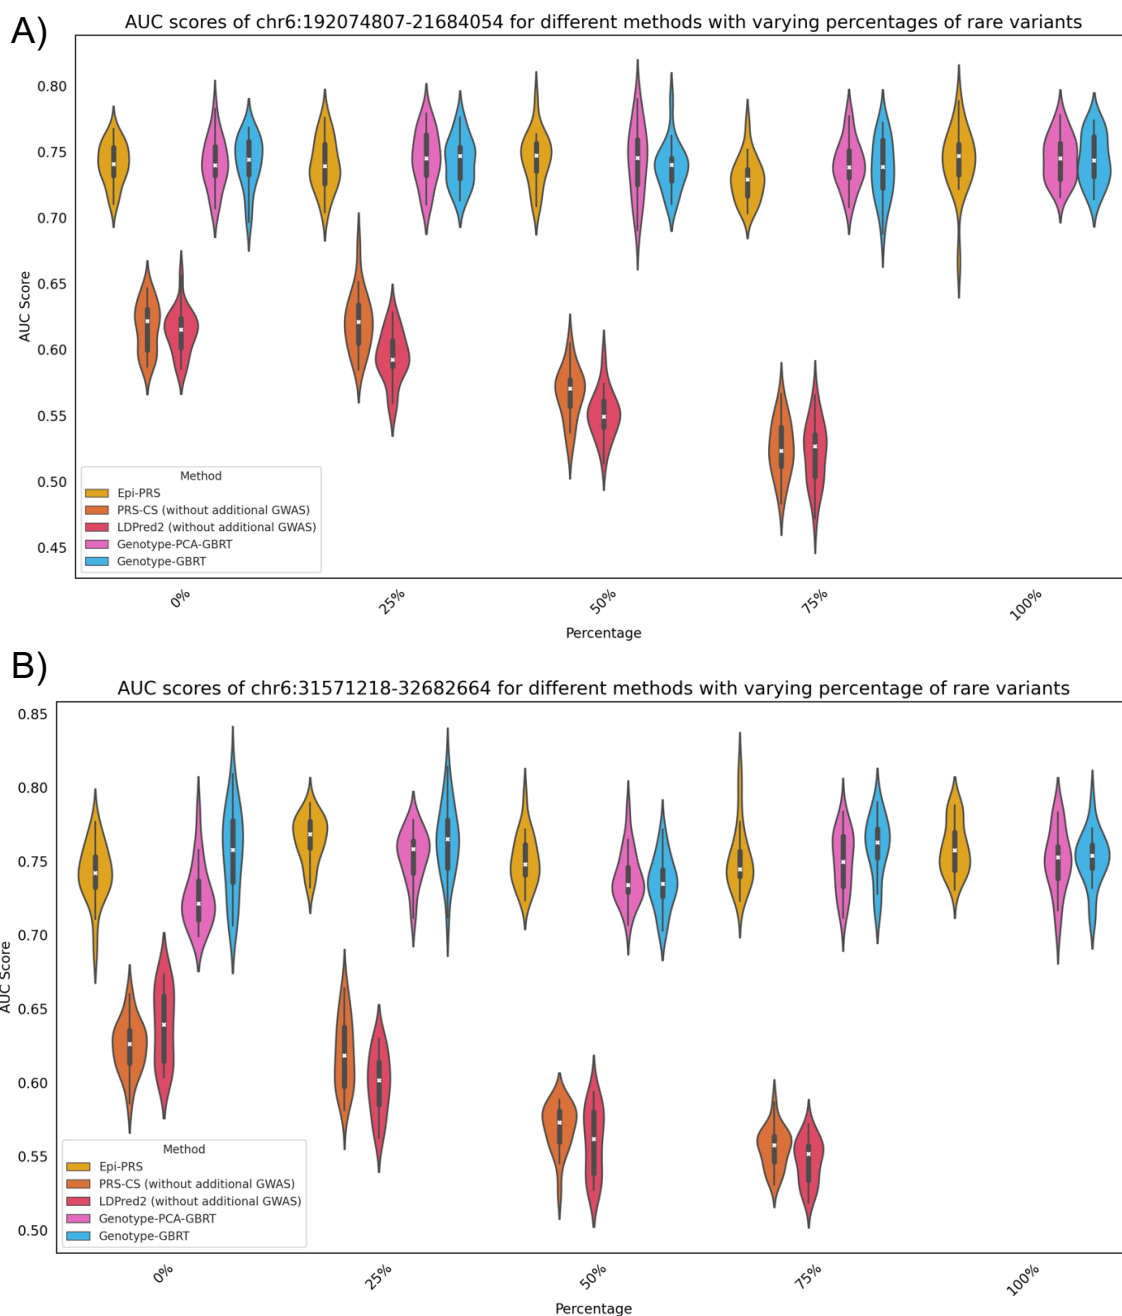 A)
AUC scores of chr6:192074807-21684054 for different methods with varying percentages of rare variants
0.80
0.75
0.70
0.65
0.60
0.55
0.50
0.45
AUC Score
Method
Epi-PRS
PRS-CS (without additional GWAS)
LDPred2 (without additional GWAS)
Genotype-PCA-GBRT
Genotype-GBRT
0%
25%
50%
75%
100%
Percentage
B)
AUC scores of chr6:31571218-32682664 for different methods with varying percentage of rare variants
0.85
0.80
0.75
0.70
0.65
0.60
0.55
0.50
AUC Score
Method
Epi-PRS
PRS-CS (without additional GWAS)
LDPred2 (without additional GWAS)
Genotype-PCA-GBRT
Genotype-GBRT
0%
25%
50%
75%
100%
Percentage